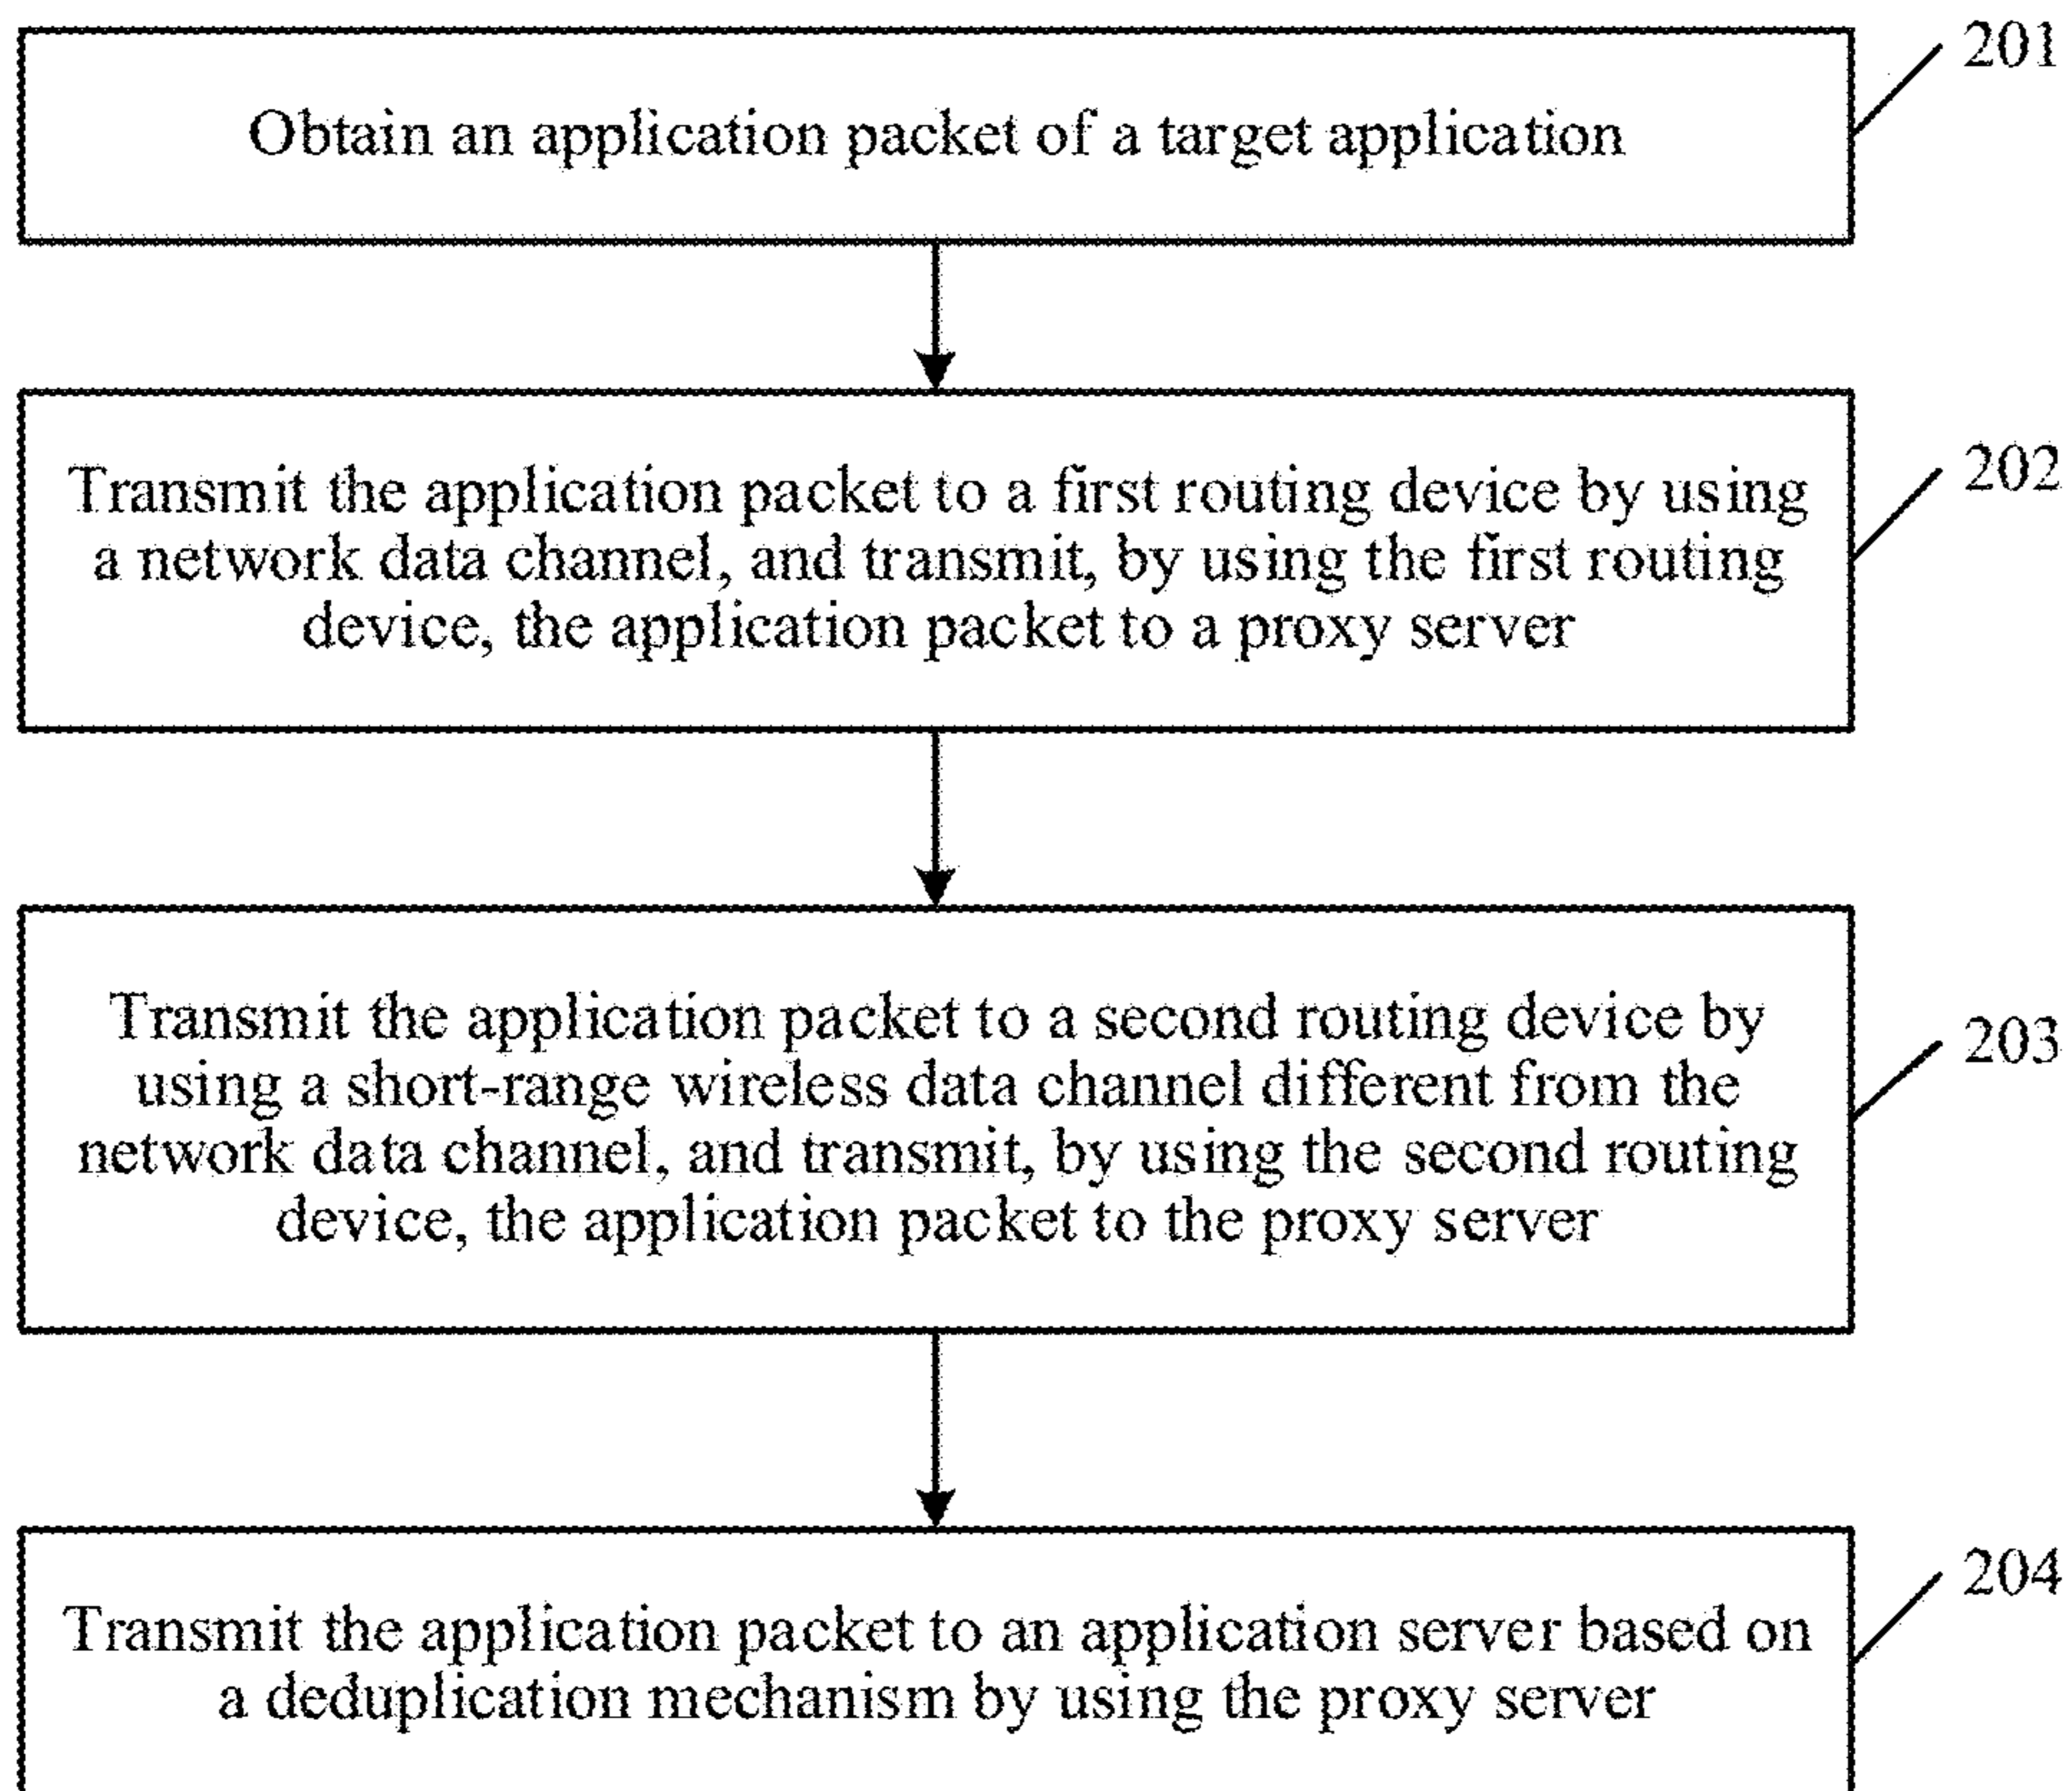 201
Obtain an application packet of a target application
202
Transmit the application packet to a first routing device by using
a network data channel, and transmit, by using the first routing
device, the application packet to a proxy server
203
Transmit the application packet to a second routing device by
using a short-range wireless data channel different from the
network data channel, and transmit, by using the second routing
device, the application packet to the proxy server
204
Transmit the application packet to an application server based on
a deduplication mechanism by using the proxy server